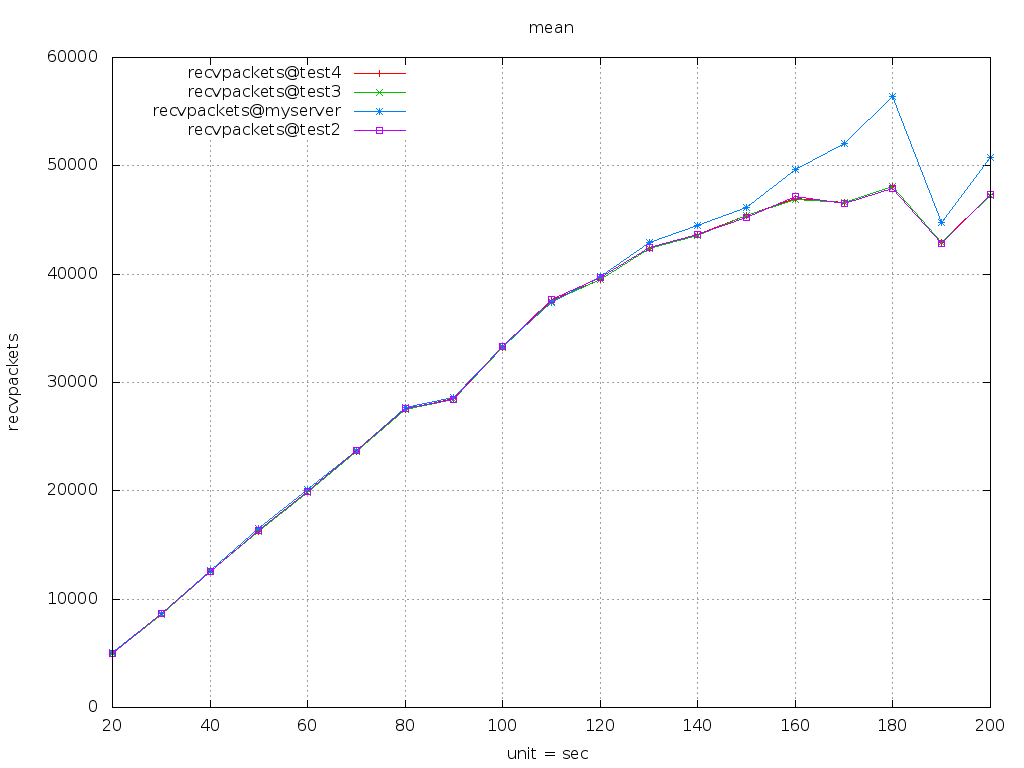 mean
60000
50000
40000
30000
20000
10000
0
recvpackets@test4
recvpackets@test3
recvpackets@myserver
recvpackets@test2
recvpackets
20 40 60 80 100 120 140 160 180 200
unit = sec